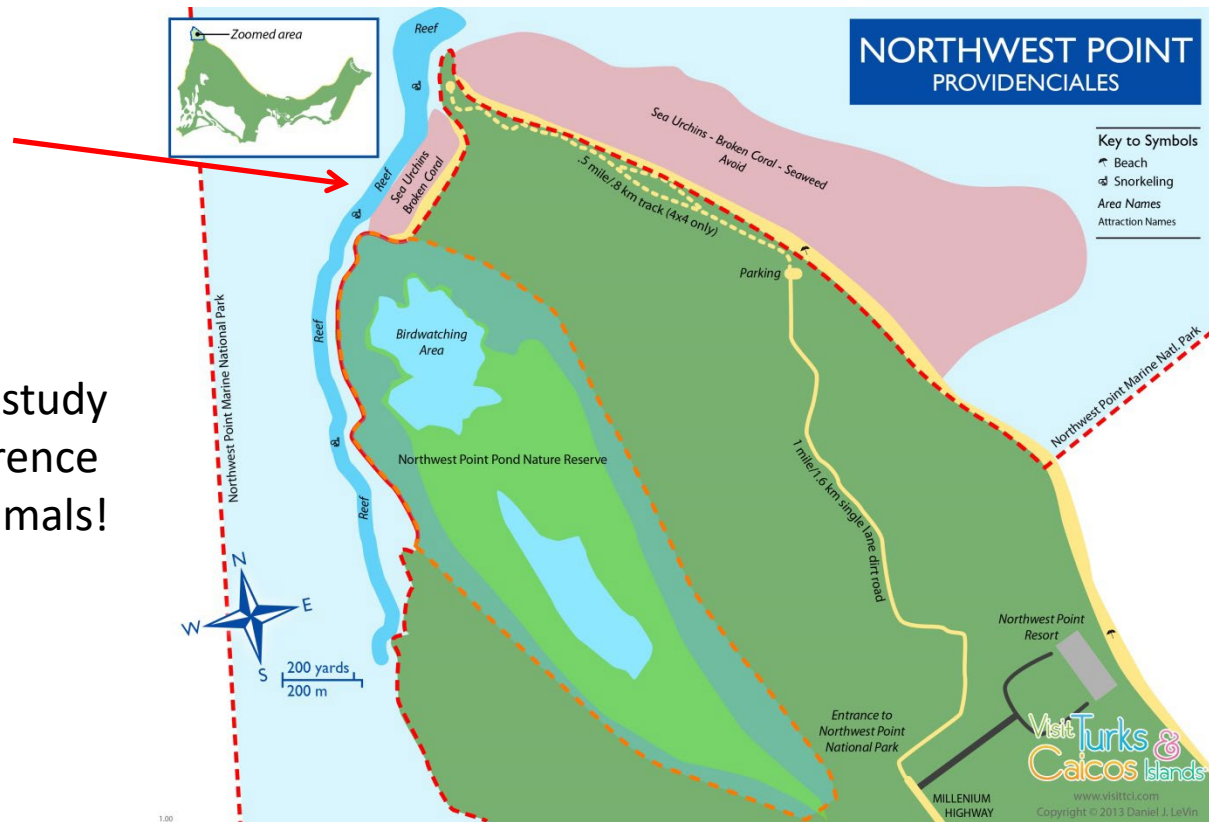 Zoomed area
Reef
NORTHWEST POINT
PROVIDENCIALES
Key to Symbols
Beach
Snorkeling
Area Names
Attraction Names
Sea Urchins - Broken Coral - Seaweed
Avoid
Reef
Sea Urchins
Broken Coral
.5 mile/.8 km track (4x4 only)
Parking
Birdwatching
Area
Reef
Northwest Point Marine National Park
Northwest Point Marine Natl. Park
study
rence
mals!
Northwest Point Pond Nature Reserve
Reef
1 mile/1.6 km single lane dirt road
N
E
W
S
200 yards
200 m
Northwest Point
Resort
Entrance to
Northwest Point
National Park
MILLENIUM
HIGHWAY
Visit Turks &
Caicos Islands
www.visittci.com
Copyright © 2013 Daniel J. LeVin
1.00